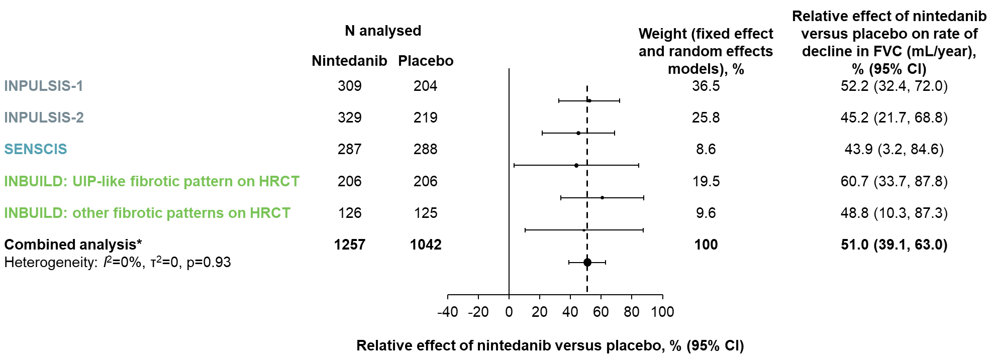 N analysed
Nintedanib Placebo
Weight (fixed effect
and random effects
models), %
Relative effect of nintedanib
versus placebo on rate of
decline in FVC (mL/year),
% (95% CI)
INPULSIS-1 309 204 36.5 52.2 (32.4, 72.0)
INPULSIS-2 329 219 25.8 45.2 (21.7, 68.8)
SENSCIS 287 288 8.6 43.9 (3.2, 84.6)
INBUILD: UIP-like fibrotic pattern on HRCT 206 206 19.5 60.7 (33.7, 87.8)
INBUILD: other fibrotic patterns on HRCT 126 125 9.6 48.8 (10.3, 87.3)
Combined analysis* 1257 1042 100 51.0 (39.1, 63.0)
Heterogeneity: I²=0%, τ²=0, p=0.93
-40 -20 0 20 40 60 80 100
Relative effect of nintedanib versus placebo, % (95% CI)